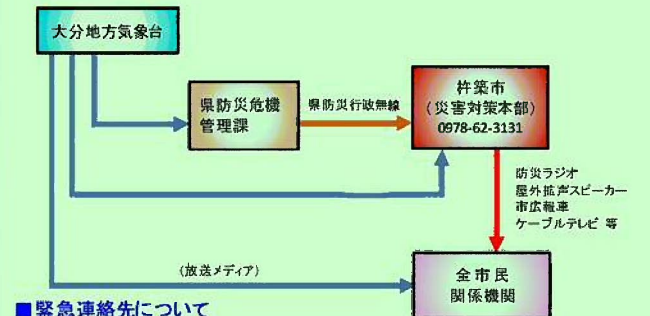 大分地方気象台
県防災危機
管理課
県防災行政無線
杵築市
(災害対策本部)
0978-62-3131
防災ラジオ
屋外拡声スピーカー
市広報車
ケーブルテレビ 等
(放送メディア)
全市民
関係機関
■緊急連絡先について